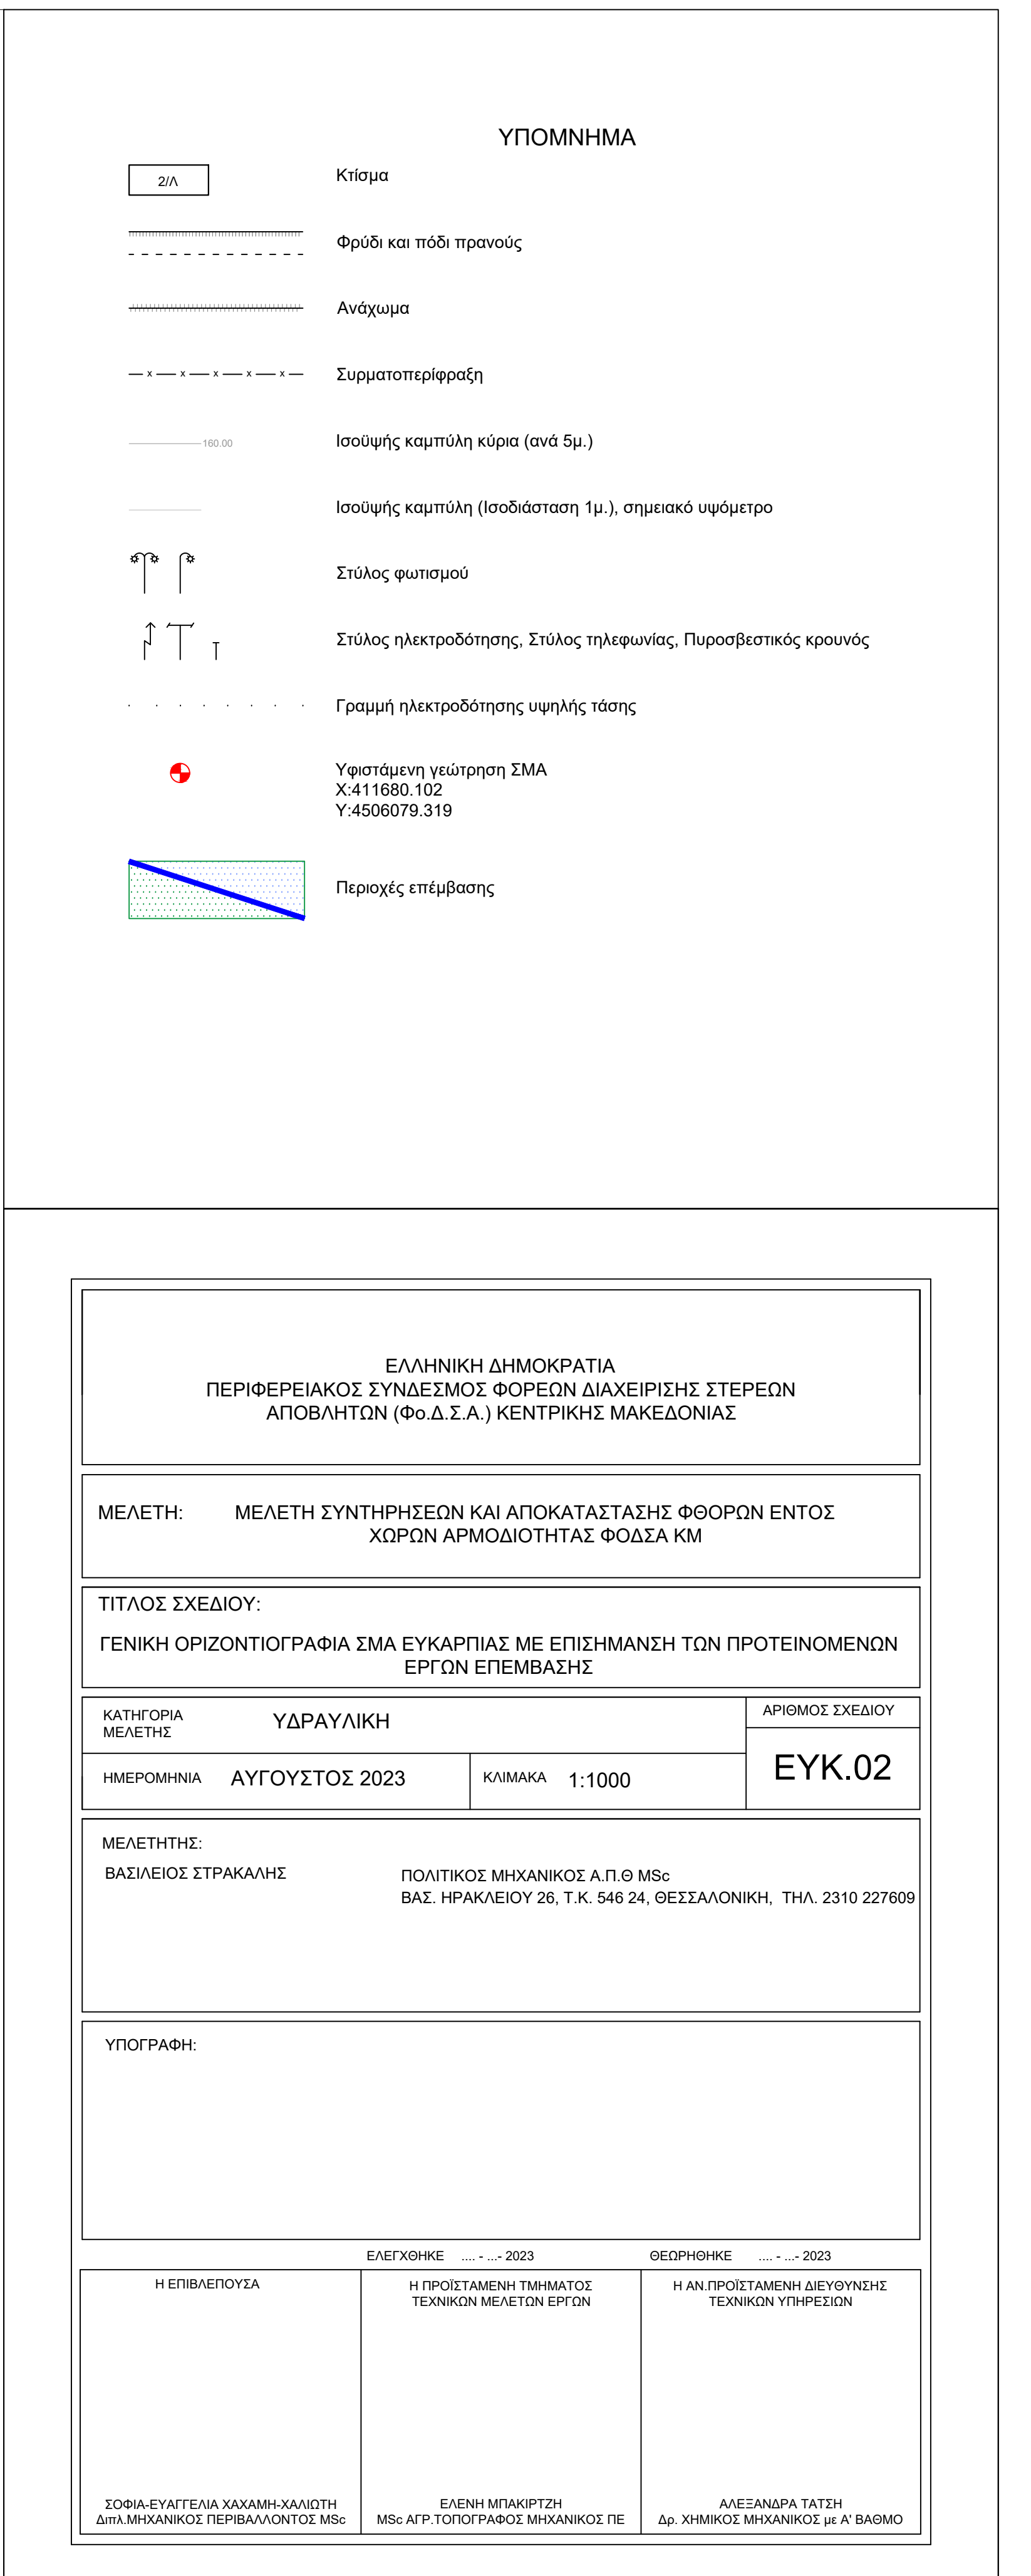 ΥΠΟΜΝΗΜΑ
2/Λ
Κτίσμα
Φρύδι και πόδι πρανούς
Ανάχωμα
x x x x x
Συρματοπερίφραξη
160.00
Ισοϋψής καμπύλη κύρια (ανά 5μ.)
Ισοϋψής καμπύλη (Ισοδιάσταση 1μ.), σημειακό υψόμετρο
Στύλος φωτισμού
Στύλος ηλεκτροδότησης, Στύλος τηλεφωνίας, Πυροσβεστικός κρουνός
Γραμμή ηλεκτροδότησης υψηλής τάσης
Υφιστάμενη γεώτρηση ΣΜΑ
Χ:411680.102
Υ:4506079.319
Περιοχές επέμβασης
ΕΛΛΗΝΙΚΗ ΔΗΜΟΚΡΑΤΙΑ
ΠΕΡΙΦΕΡΕΙΑΚΟΣ ΣΥΝΔΕΣΜΟΣ ΦΟΡΕΩΝ ΔΙΑΧΕΙΡΙΣΗΣ ΣΤΕΡΕΩΝ
ΑΠΟΒΛΗΤΩΝ (Φο.Δ.Σ.Α.) ΚΕΝΤΡΙΚΗΣ ΜΑΚΕΔΟΝΙΑΣ
ΜΕΛΕΤΗ: ΜΕΛΕΤΗ ΣΥΝΤΗΡΗΣΕΩΝ ΚΑΙ ΑΠΟΚΑΤΑΣΤΑΣΗΣ ΦΘΟΡΩΝ ΕΝΤΟΣ
ΧΩΡΩΝ ΑΡΜΟΔΙΟΤΗΤΑΣ ΦΟΔΣΑ ΚΜ
ΤΙΤΛΟΣ ΣΧΕΔΙΟΥ:
ΓΕΝΙΚΗ ΟΡΙΖΟΝΤΙΟΓΡΑΦΙΑ ΣΜΑ ΕΥΚΑΡΠΙΑΣ ΜΕ ΕΠΙΣΗΜΑΝΣΗ ΤΩΝ ΠΡΟΤΕΙΝΟΜΕΝΩΝ
ΕΡΓΩΝ ΕΠΕΜΒΑΣΗΣ
ΚΑΤΗΓΟΡΙΑ
ΜΕΛΕΤΗΣ
ΥΔΡΑΥΛΙΚΗ
ΑΡΙΘΜΟΣ ΣΧΕΔΙΟΥ
ΗΜΕΡΟΜΗΝΙΑ ΑΥΓΟΥΣΤΟΣ 2023
ΚΛΙΜΑΚΑ 1:1000
ΕΥΚ.02
ΜΕΛΕΤΗΤΗΣ:
ΒΑΣΙΛΕΙΟΣ ΣΤΡΑΚΑΛΗΣ
ΠΟΛΙΤΙΚΟΣ ΜΗΧΑΝΙΚΟΣ Α.Π.Θ MSc
ΒΑΣ. ΗΡΑΚΛΕΙΟΥ 26, Τ.Κ. 546 24, ΘΕΣΣΑΛΟΝΙΚΗ, ΤΗΛ. 2310 227609
ΥΠΟΓΡΑΦΗ:
ΕΛΕΓΧΘΗΚΕ .... - ...- 2023
ΘΕΩΡΗΘΗΚΕ .... - ...- 2023
Η ΕΠΙΒΛΕΠΟΥΣΑ
Η ΠΡΟΪΣΤΑΜΕΝΗ ΤΜΗΜΑΤΟΣ
ΤΕΧΝΙΚΩΝ ΜΕΛΕΤΩΝ ΕΡΓΩΝ
Η ΑΝ.ΠΡΟΪΣΤΑΜΕΝΗ ΔΙΕΥΘΥΝΣΗΣ
ΤΕΧΝΙΚΩΝ ΥΠΗΡΕΣΙΩΝ
ΣΟΦΙΑ-ΕΥΑΓΓΕΛΙΑ ΧΑΧΑΜΗ-ΧΑΛΙΩΤΗ
Διπλ.ΜΗΧΑΝΙΚΟΣ ΠΕΡΙΒΑΛΛΟΝΤΟΣ MSc
ΕΛΕΝΗ ΜΠΑΚΙΡΤΖΗ
MSc ΑΓΡ.ΤΟΠΟΓΡΑΦΟΣ ΜΗΧΑΝΙΚΟΣ ΠΕ
ΑΛΕΞΑΝΔΡΑ ΤΑΤΣΗ
Δρ. ΧΗΜΙΚΟΣ ΜΗΧΑΝΙΚΟΣ με Α' ΒΑΘΜΟ